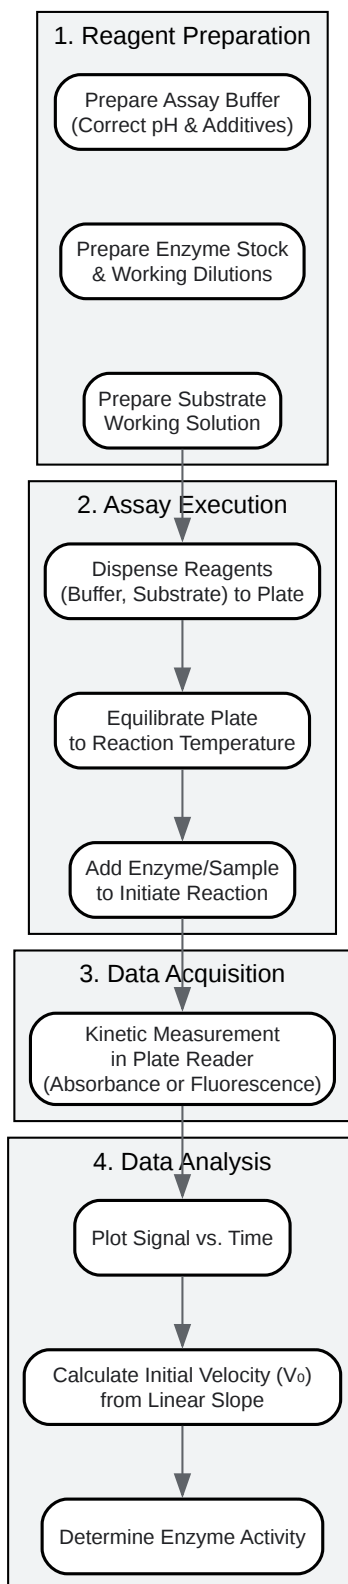 1. Reagent Preparation
Prepare Assay Buffer
(Correct pH & Additives)
Prepare Enzyme Stock
& Working Dilutions
Prepare Substrate
Working Solution
2. Assay Execution
Dispense Reagents
(Buffer, Substrate) to Plate
Equilibrate Plate
to Reaction Temperature
Add Enzyme/Sample
to Initiate Reaction
3. Data Acquisition
Kinetic Measurement
in Plate Reader
(Absorbance or Fluorescence)
4. Data Analysis
Plot Signal vs. Time
Calculate Initial Velocity (V₀)
from Linear Slope
Determine Enzyme Activity